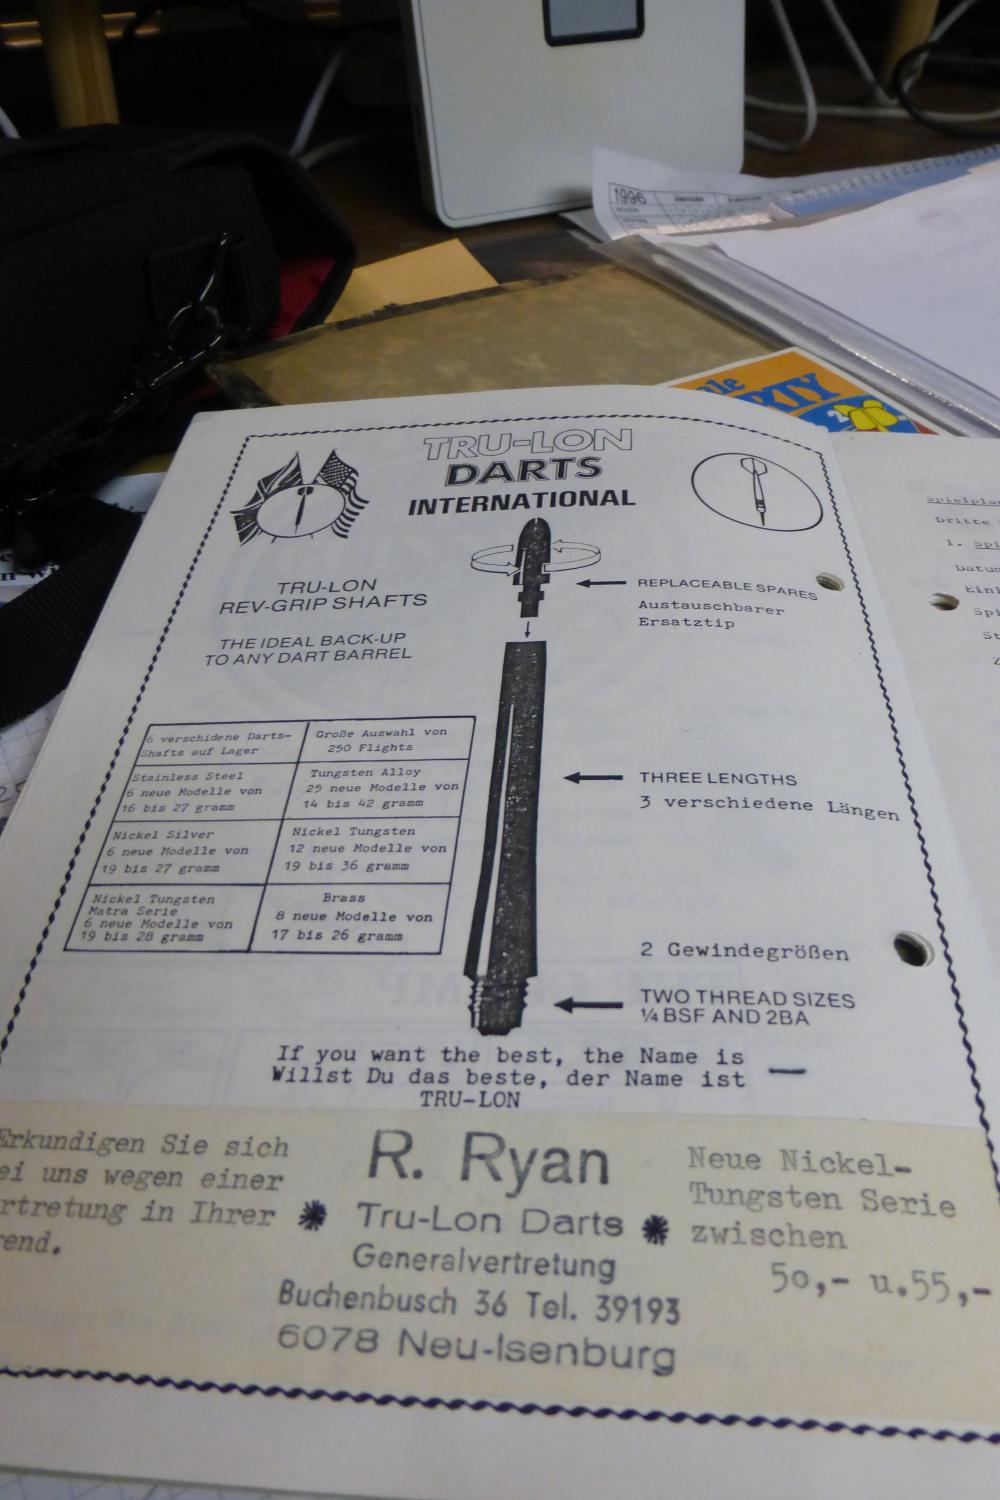 1996 Januar
RTY
TRU-LON
DARTS
INTERNATIONAL
TRU-LON
REV-GRIP SHAFTS
THE IDEAL BACK-UP
TO ANY DART BARREL
REPLACEABLE SPARES
Austauschbarer
Ersatztip
6 verschidene Darts-
Shafts auf Lager
Große Auswahl von
250 Flights
Stainless Steel
6 neue Modelle von
16 bis 27 gramm
Tungsten Alloy
25 neue Modelle von
14 bis 42 gramm
Nickel Silver
6 neue Modelle von
19 bis 27 gramm
Nickel Tungsten
12 neue Modelle von
19 bis 36 gramm
Nickel Tungsten
Matra Serie
6 neue Modelle von
19 bis 28 gramm
Brass
8 neue Modelle von
17 bis 26 gramm
THREE LENGTHS
3 verschiedene Längen
2 Gewindegrößen
TWO THREAD SIZES
¼ BSF AND 2BA
If you want the best, the Name is
Willst Du das beste, der Name ist —
TRU-LON
Erkundigen Sie sich
ei uns wegen einer
rtretung in Ihrer
end.
R. Ryan
* Tru-Lon Darts *
Generalvertretung
Buchenbusch 36 Tel. 39193
6078 Neu-Isenburg
Neue Nickel-
Tungsten Serie
zwischen
50,- u.55,-
Dritte
1. Spi
Datum